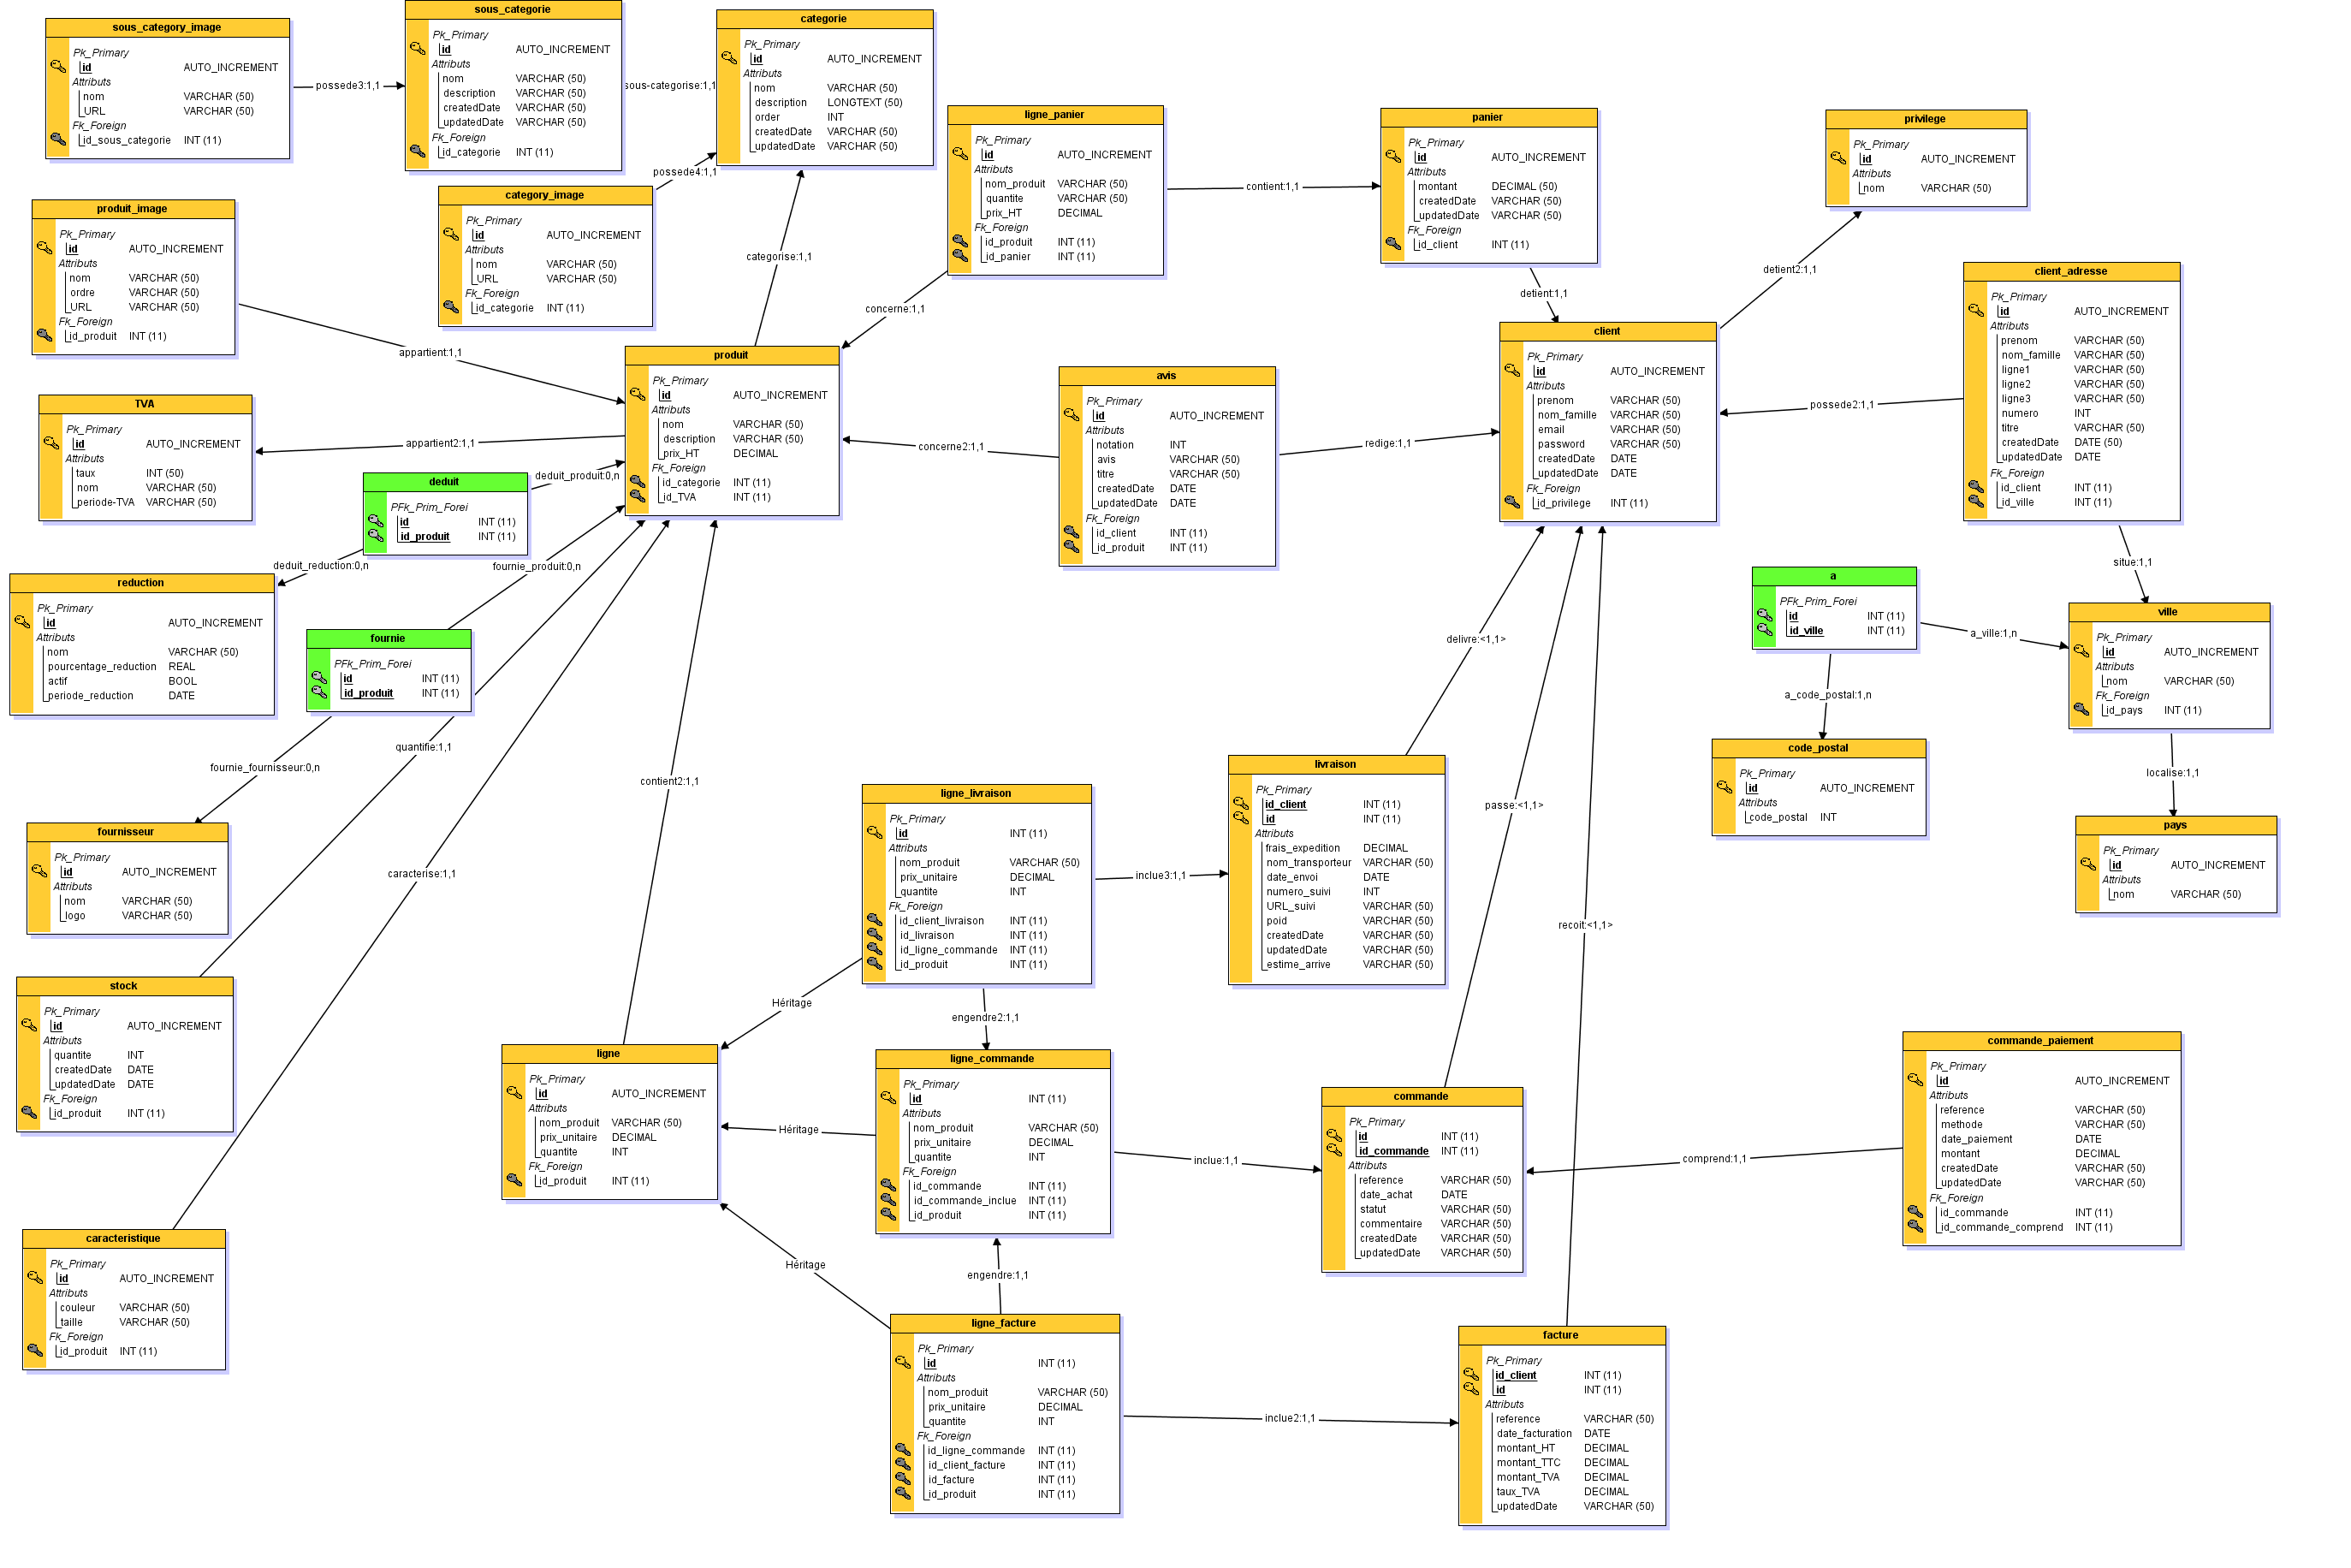 sous_category_image
Pk_Primary
id AUTO_INCREMENT
Attributs
nom VARCHAR (50)
URL VARCHAR (50)
Fk_Foreign
id_sous_categorie INT (11)
possede3:1,1
sous_categorie
Pk_Primary
id AUTO_INCREMENT
Attributs
nom VARCHAR (50)
description VARCHAR (50)
createdDate VARCHAR (50)
updatedDate VARCHAR (50)
Fk_Foreign
id_categorie INT (11)
sous-categorise:1,1
categorie
Pk_Primary
id AUTO_INCREMENT
Attributs
nom VARCHAR (50)
description LONGTEXT (50)
order INT
createdDate VARCHAR (50)
updatedDate VARCHAR (50)
possede4:1,1
category_image
Pk_Primary
id AUTO_INCREMENT
Attributs
nom VARCHAR (50)
URL VARCHAR (50)
Fk_Foreign
id_categorie INT (11)
categorise:1,1
ligne_panier
Pk_Primary
id AUTO_INCREMENT
Attributs
nom_produit VARCHAR (50)
quantite VARCHAR (50)
prix_HT DECIMAL
Fk_Foreign
id_produit INT (11)
id_panier INT (11)
contient:1,1
concerne:1,1
panier
Pk_Primary
id AUTO_INCREMENT
Attributs
montant DECIMAL (50)
createdDate VARCHAR (50)
updatedDate VARCHAR (50)
Fk_Foreign
id_client INT (11)
detient:1,1
privilege
Pk_Primary
id AUTO_INCREMENT
Attributs
nom VARCHAR (50)
detient2:1,1
produit_image
Pk_Primary
id AUTO_INCREMENT
Attributs
nom VARCHAR (50)
ordre VARCHAR (50)
URL VARCHAR (50)
Fk_Foreign
id_produit INT (11)
appartient:1,1
client_adresse
Pk_Primary
id AUTO_INCREMENT
Attributs
prenom VARCHAR (50)
nom_famille VARCHAR (50)
ligne1 VARCHAR (50)
ligne2 VARCHAR (50)
ligne3 VARCHAR (50)
numero INT
titre VARCHAR (50)
createdDate DATE (50)
updatedDate DATE
Fk_Foreign
id_client INT (11)
id_ville INT (11)
possede2:1,1
situe:1,1
client
Pk_Primary
id AUTO_INCREMENT
Attributs
prenom VARCHAR (50)
nom_famille VARCHAR (50)
email VARCHAR (50)
password VARCHAR (50)
createdDate DATE
updatedDate DATE
Fk_Foreign
id_privilege INT (11)
produit
Pk_Primary
id AUTO_INCREMENT
Attributs
nom VARCHAR (50)
description VARCHAR (50)
prix_HT DECIMAL
Fk_Foreign
id_categorie INT (11)
id_TVA INT (11)
avis
Pk_Primary
id AUTO_INCREMENT
Attributs
notation INT
avis VARCHAR (50)
titre VARCHAR (50)
createdDate DATE
updatedDate DATE
Fk_Foreign
id_client INT (11)
id_produit INT (11)
concerne2:1,1
redige:1,1
TVA
Pk_Primary
id AUTO_INCREMENT
Attributs
taux INT (50)
nom VARCHAR (50)
periode-TVA VARCHAR (50)
appartient2:1,1
deduit
PFk_Prim_Forei
id INT (11)
id_produit INT (11)
deduit_produit:0,n
deduit_reduction:0,n
fournie_produit:0,n
reduction
Pk_Primary
id AUTO_INCREMENT
Attributs
nom VARCHAR (50)
pourcentage_reduction REAL
actif BOOL
periode_reduction DATE
fournie
PFk_Prim_Forei
id INT (11)
id_produit INT (11)
fournie_fournisseur:0,n
quantifie:1,1
contient2:1,1
caracterise:1,1
a
PFk_Prim_Forei
id INT (11)
id_ville INT (11)
a_ville:1,n
a_code_postal:1,n
ville
Pk_Primary
id AUTO_INCREMENT
Attributs
nom VARCHAR (50)
Fk_Foreign
id_pays INT (11)
localise:1,1
code_postal
Pk_Primary
id AUTO_INCREMENT
Attributs
code_postal INT
pays
Pk_Primary
id AUTO_INCREMENT
Attributs
nom VARCHAR (50)
delivre:<1,1>
passe:<1,1>
recoit:<1,1>
fournisseur
Pk_Primary
id AUTO_INCREMENT
Attributs
nom VARCHAR (50)
logo VARCHAR (50)
ligne_livraison
Pk_Primary
id INT (11)
Attributs
nom_produit VARCHAR (50)
prix_unitaire DECIMAL
quantite INT
Fk_Foreign
id_client_livraison INT (11)
id_livraison INT (11)
id_ligne_commande INT (11)
id_produit INT (11)
inclue3:1,1
Héritage
engendre2:1,1
livraison
Pk_Primary
id_client INT (11)
id INT (11)
Attributs
frais_expedition DECIMAL
nom_transporteur VARCHAR (50)
date_envoi DATE
numero_suivi INT
URL_suivi VARCHAR (50)
poid VARCHAR (50)
createdDate VARCHAR (50)
updatedDate VARCHAR (50)
estime_arrive VARCHAR (50)
stock
Pk_Primary
id AUTO_INCREMENT
Attributs
quantite INT
createdDate DATE
updatedDate DATE
Fk_Foreign
id_produit INT (11)
ligne
Pk_Primary
id AUTO_INCREMENT
Attributs
nom_produit VARCHAR (50)
prix_unitaire DECIMAL
quantite INT
Fk_Foreign
id_produit INT (11)
Héritage
ligne_commande
Pk_Primary
id INT (11)
Attributs
nom_produit VARCHAR (50)
prix_unitaire DECIMAL
quantite INT
Fk_Foreign
id_commande INT (11)
id_commande_inclue INT (11)
id_produit INT (11)
inclue:1,1
commande
Pk_Primary
id INT (11)
id_commande INT (11)
Attributs
reference VARCHAR (50)
date_achat DATE
statut VARCHAR (50)
commentaire VARCHAR (50)
createdDate VARCHAR (50)
updatedDate VARCHAR (50)
comprend:1,1
commande_paiement
Pk_Primary
id AUTO_INCREMENT
Attributs
reference VARCHAR (50)
methode VARCHAR (50)
date_paiement DATE
montant DECIMAL
createdDate VARCHAR (50)
updatedDate VARCHAR (50)
Fk_Foreign
id_commande INT (11)
id_commande_comprend INT (11)
caracteristique
Pk_Primary
id AUTO_INCREMENT
Attributs
couleur VARCHAR (50)
taille VARCHAR (50)
Fk_Foreign
id_produit INT (11)
Héritage
engendre:1,1
ligne_facture
Pk_Primary
id INT (11)
Attributs
nom_produit VARCHAR (50)
prix_unitaire DECIMAL
quantite INT
Fk_Foreign
id_ligne_commande INT (11)
id_client_facture INT (11)
id_facture INT (11)
id_produit INT (11)
inclue2:1,1
facture
Pk_Primary
id_client INT (11)
id INT (11)
Attributs
reference VARCHAR (50)
date_facturation DATE
montant_HT DECIMAL
montant_TTC DECIMAL
montant_TVA DECIMAL
taux_TVA DECIMAL
updatedDate VARCHAR (50)